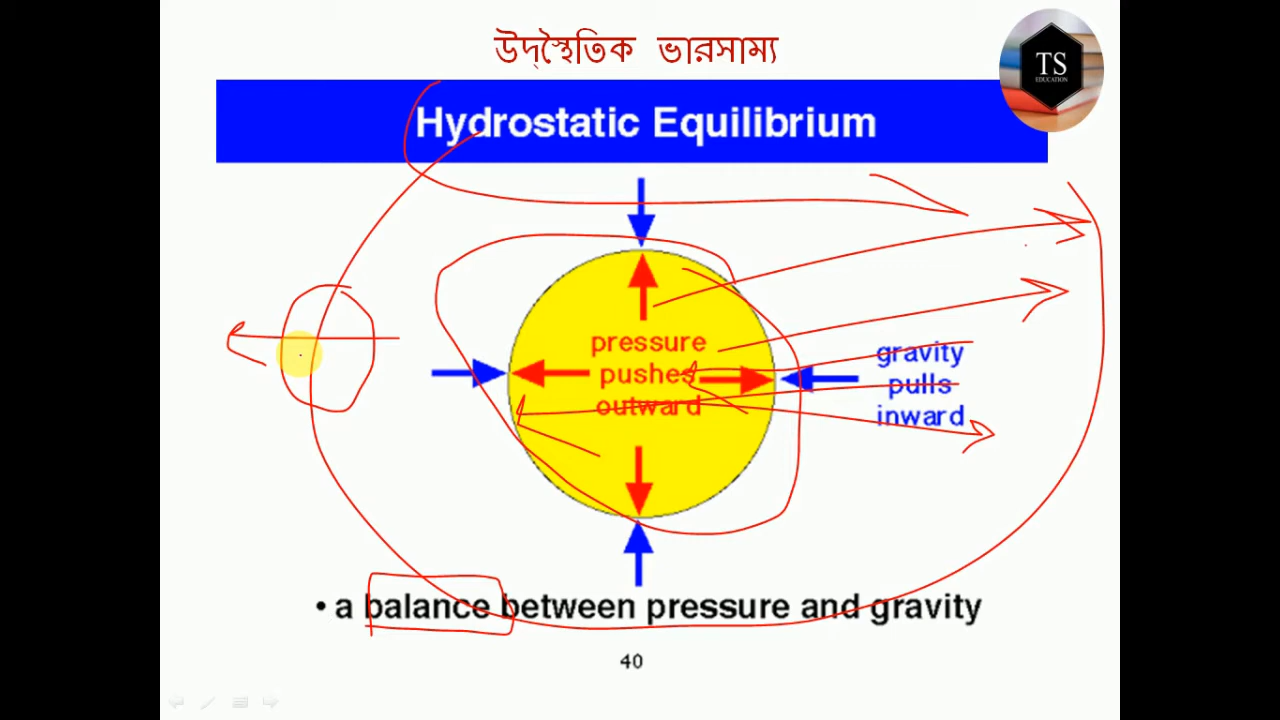 উদ্‌স্থৈতিক ভারসাম্য
TS
EDUCATION
Hydrostatic Equilibrium
pressure
pushes
outward
gravity
pulls
inward
• a balance between pressure and gravity
40